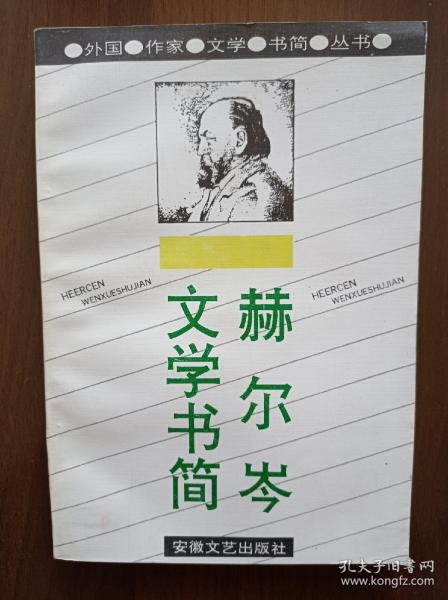 ●外国●作家●文学●书简●丛书●
HEERCEN
WENXUESHUJIAN
HEERCEN
WENXUESHUJIAN
赫尔岑
文学书简
安徽文艺出版社
孔夫子旧书网
www.kongfz.com